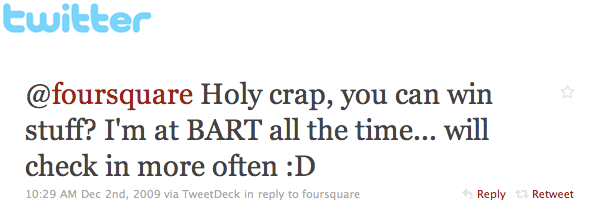 twitter
@foursquare Holy crap, you can win
stuff? I'm at BART all the time... will
check in more often :D
10:29 AM Dec 2nd, 2009 via TweetDeck in reply to foursquare Reply Retweet